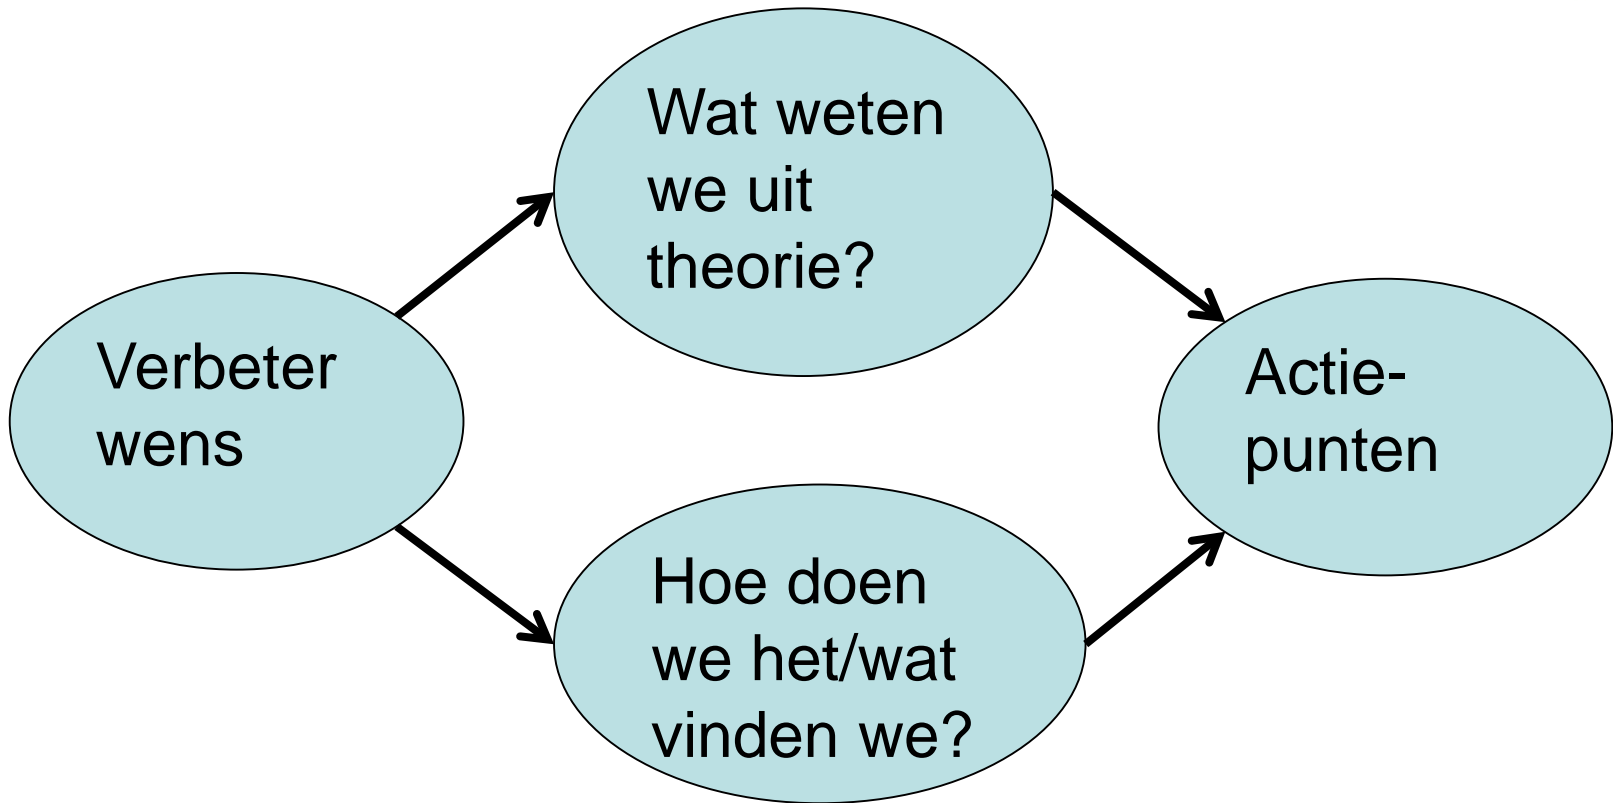 Verbeter
wens
Wat weten
we uit
theorie?
Hoe doen
we het/wat
vinden we?
Actie-
punten